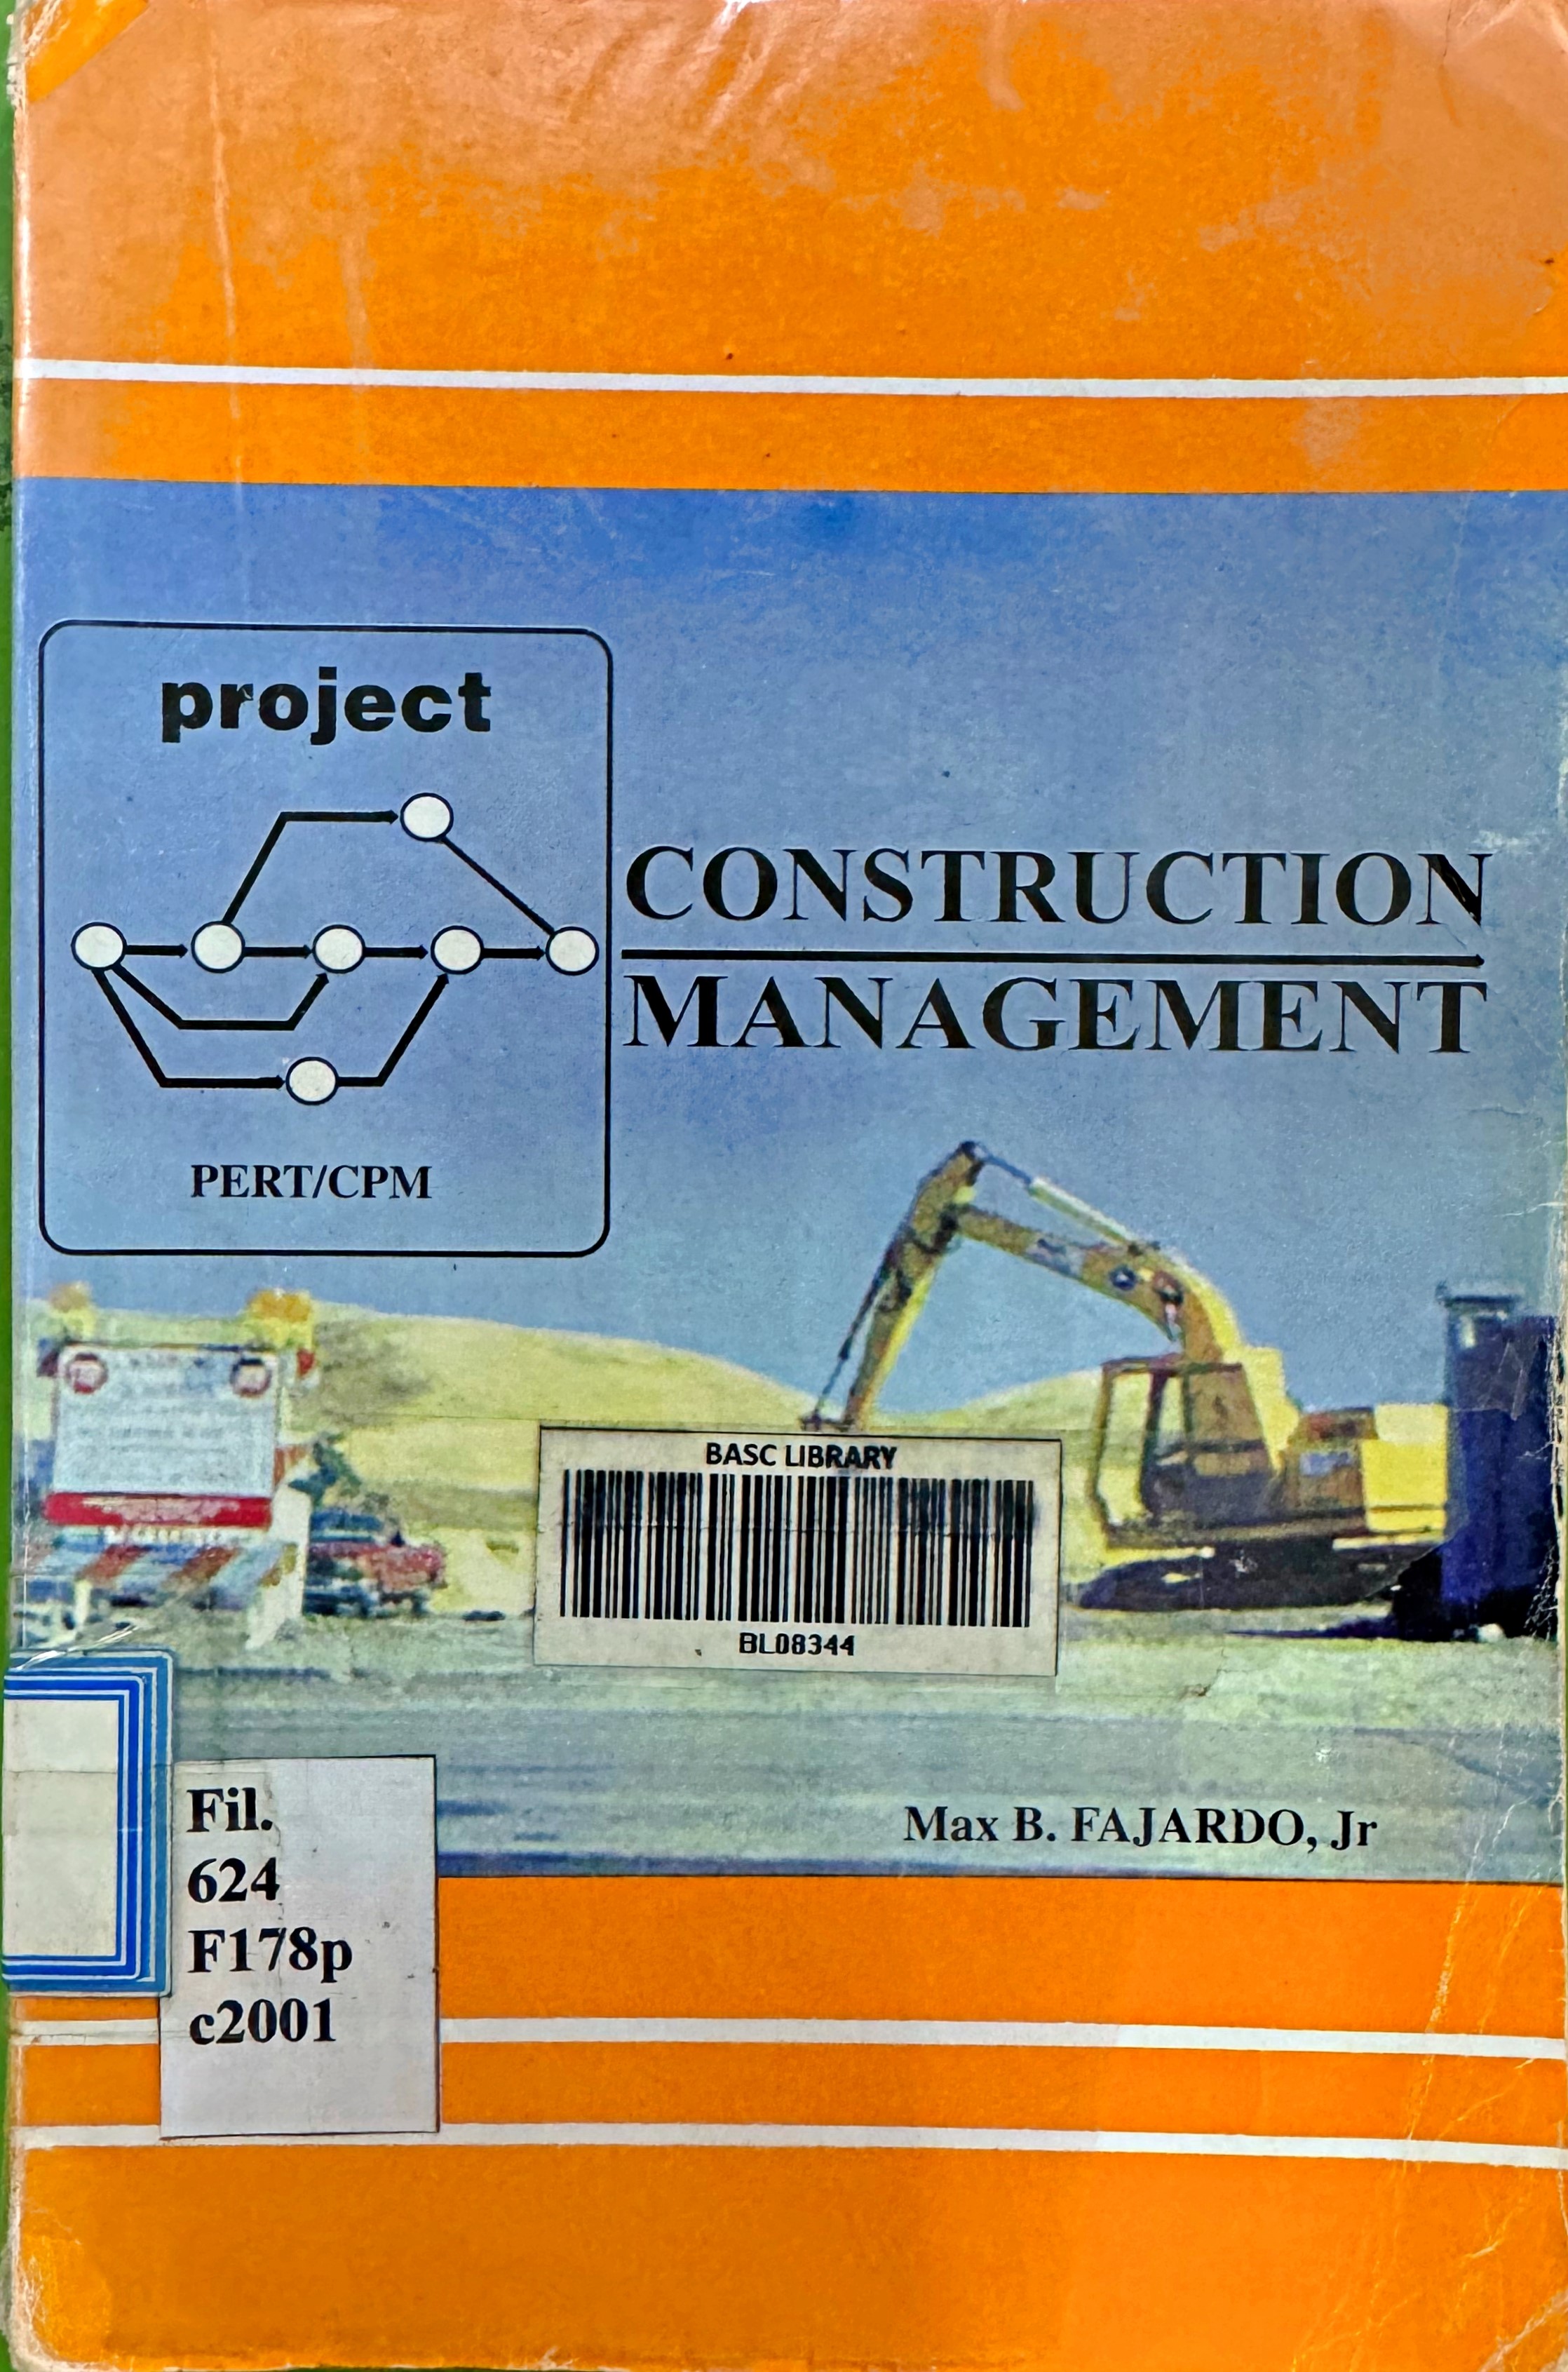 project
CONSTRUCTION
MANAGEMENT
PERT/CPM
BASC LIBRARY
BL08344
Max B. FAJARDO, Jr
Fil.
624
F178p
c2001